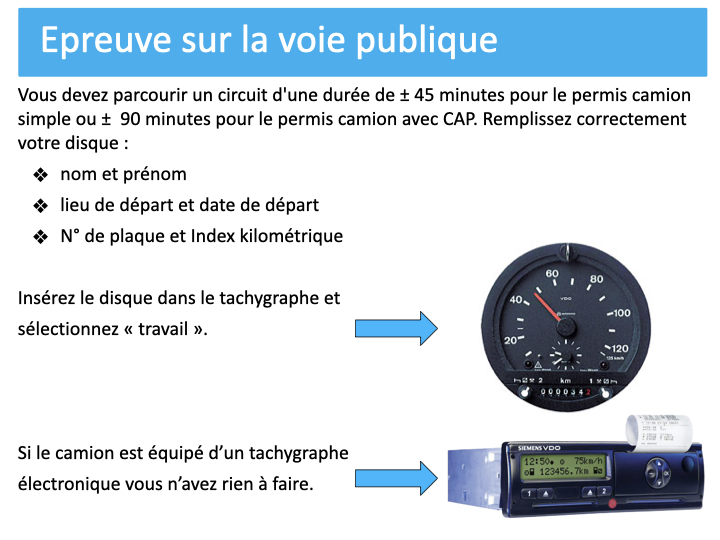 Epreuve sur la voie publique
Vous devez parcourir un circuit d'une durée de ± 45 minutes pour le permis camion
simple ou ± 90 minutes pour le permis camion avec CAP. Remplissez correctement
votre disque :
❖ nom et prénom
❖ lieu de départ et date de départ
❖ N° de plaque et Index kilométrique
Insérez le disque dans le tachygraphe et
sélectionnez « travail ».
60 80
40 VDO 100
20 120
125 km/h
2 km 1
0 0 0 3 4 2
Si le camion est équipé d’un tachygraphe
électronique vous n’avez rien à faire.
SIEMENS VDO
12:50 75km/h
123456.7km
1 2